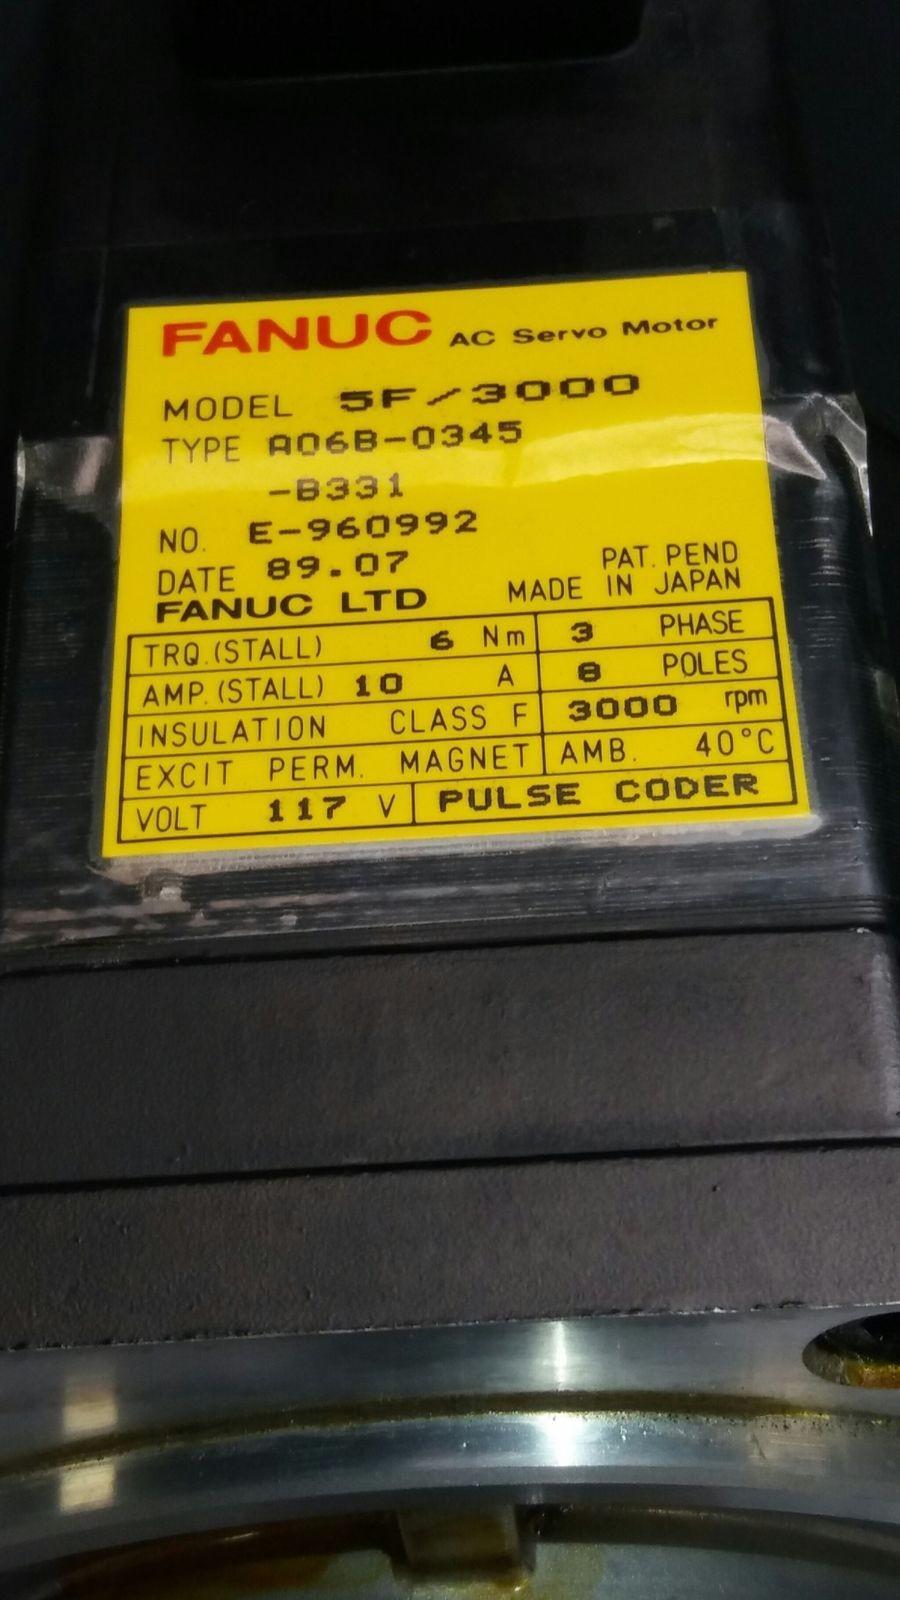 FANUC AC Servo Motor
MODEL 5F/3000
TYPE A06B-0345
-B331
NO. E-960992
DATE 89.07
PAT. PEND
FANUC LTD
MADE IN JAPAN
TRQ.(STALL) 6 Nm 3 PHASE
AMP.(STALL) 10 A 8 POLES
INSULATION CLASS F 3000 rpm
EXCIT PERM. MAGNET AMB. 40°C
VOLT 117 V PULSE CODER